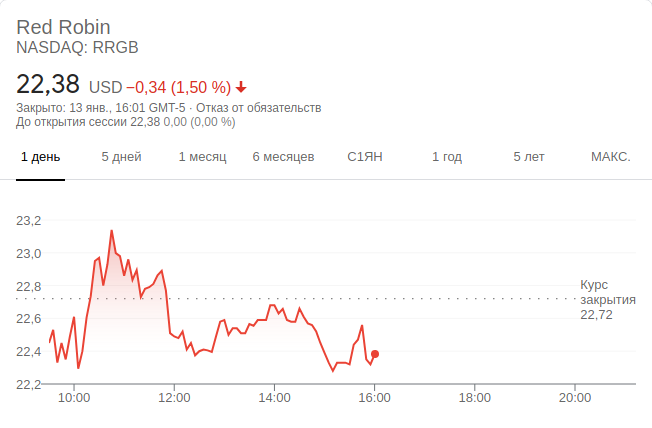 Red Robin
NASDAQ: RRGB
22,38 USD −0,34 (1,50 %)
Закрыто: 13 янв., 16:01 GMT-5 · Отказ от обязательств
До открытия сессии 22,38 0,00 (0,00 %)
1 день 5 дней 1 месяц 6 месяцев С1ЯН 1 год 5 лет МАКС.
23,2
23,0
22,8
22,6
22,4
22,2
Курс
закрытия
22,72
10:00 12:00 14:00 16:00 18:00 20:00